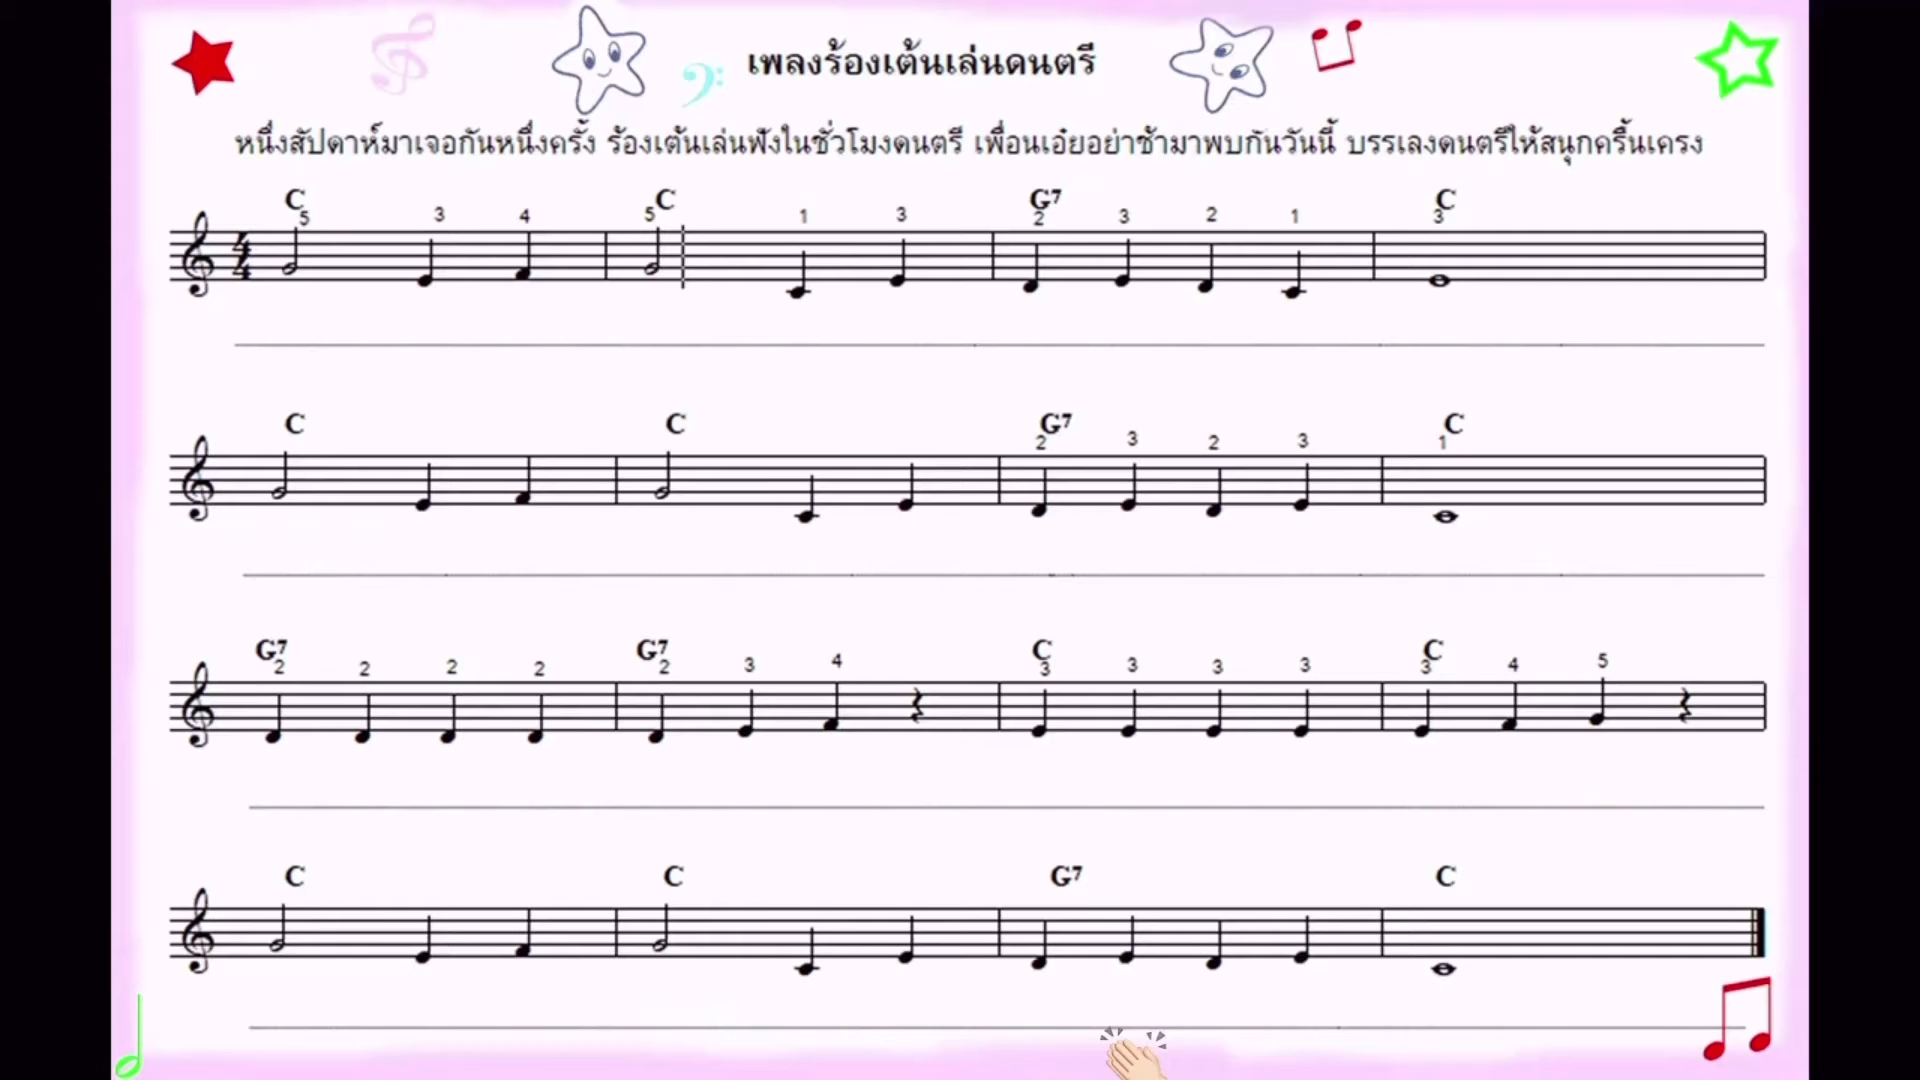 เพลงร้องเต้นเล่นดนตรี
หนึ่งสัปดาห์มาเจอกันหนึ่งครั้ง ร้องเต้นเล่นฟังในชั่วโมงดนตรี เพื่อนเอ๋ยอย่าช้ามาพบกันวันนี้ บรรเลงดนตรีให้สนุกครื้นเครง
C C G7 C
5 3 4 5 1 3 2 3 2 1 3
4
4
C C G7 C
2 3 2 3 1
G7 G7 C C
2 2 2 2 2 3 4 3 3 3 3 3 4 5
C C G7 C